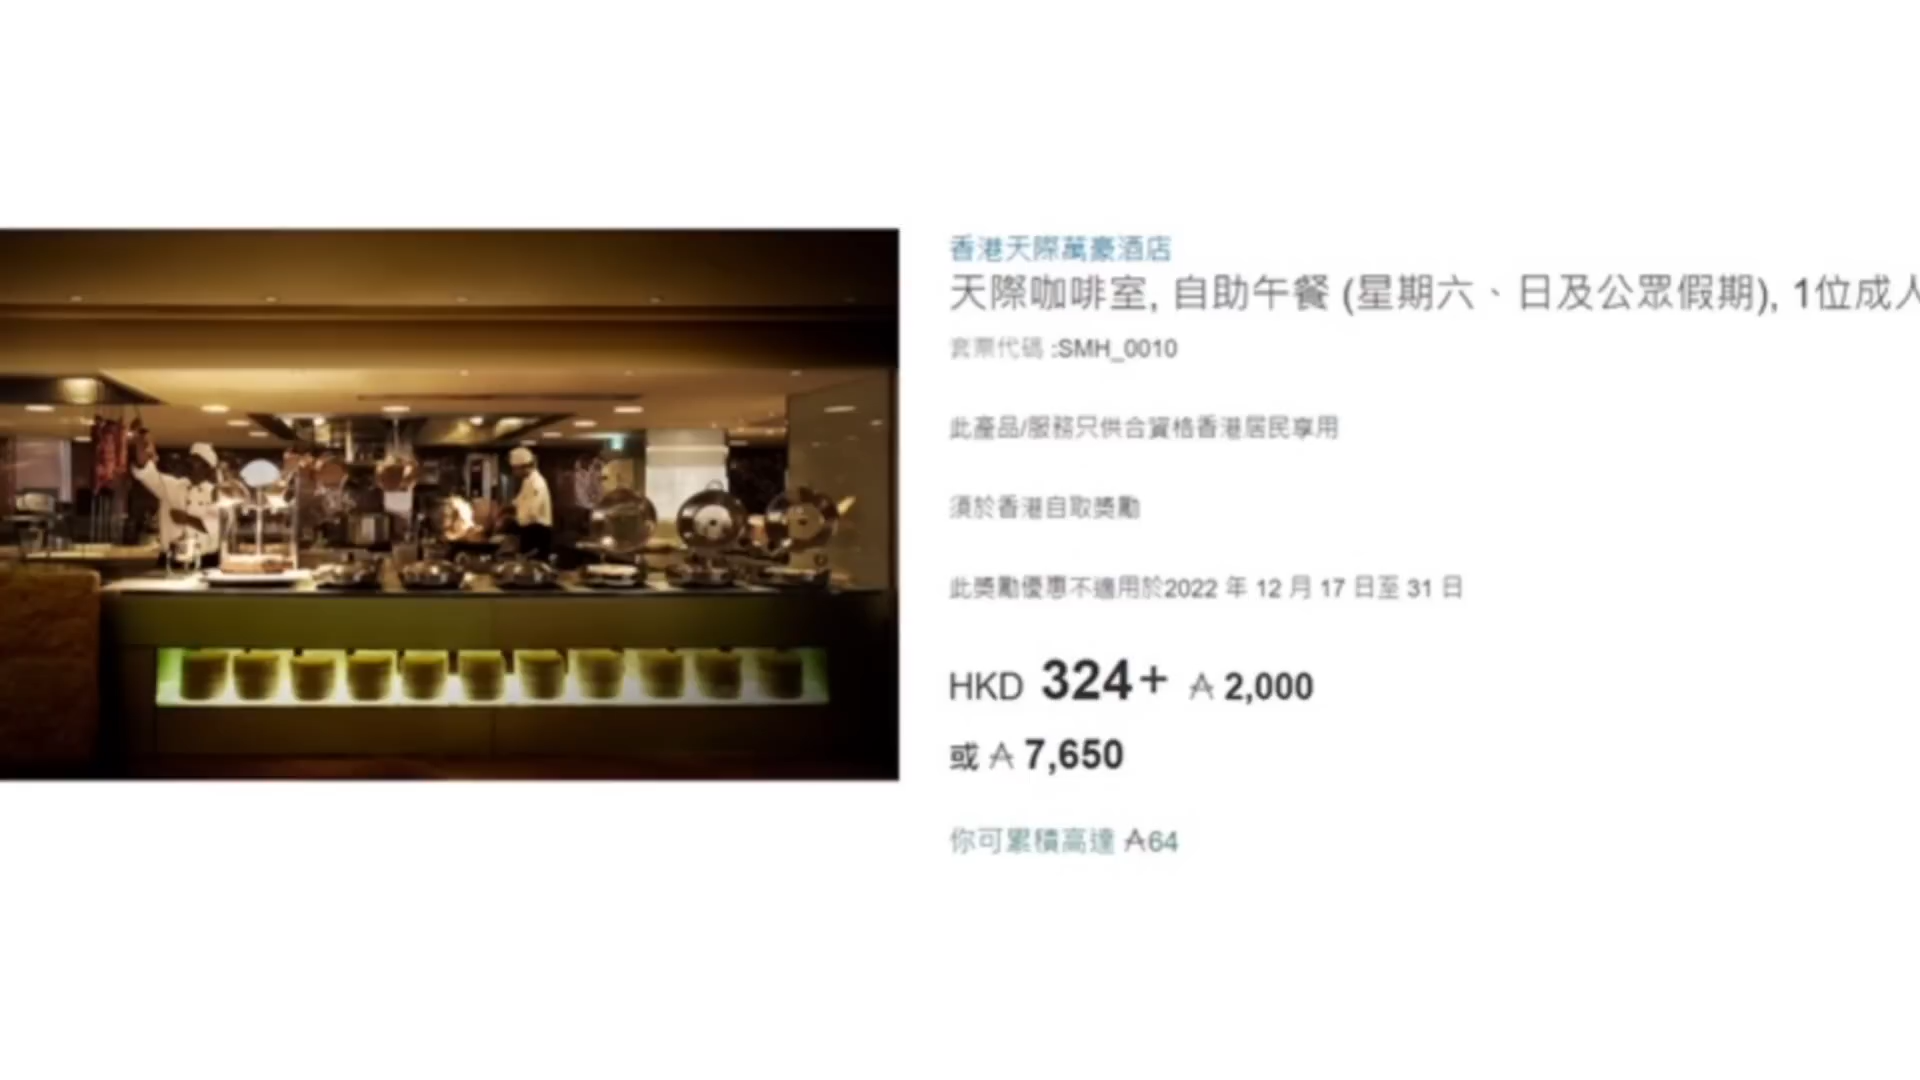 香港天際萬豪酒店
天際咖啡室, 自助午餐 (星期六、日及公眾假期), 1位成人
套票代碼 :SMH_0010
此產品/服務只供合資格香港居民享用
須於香港自取獎勵
此獎勵優惠不適用於2022 年 12 月 17 日至 31 日
HKD 324+ A 2,000
或 A 7,650
你可累積高達 A64